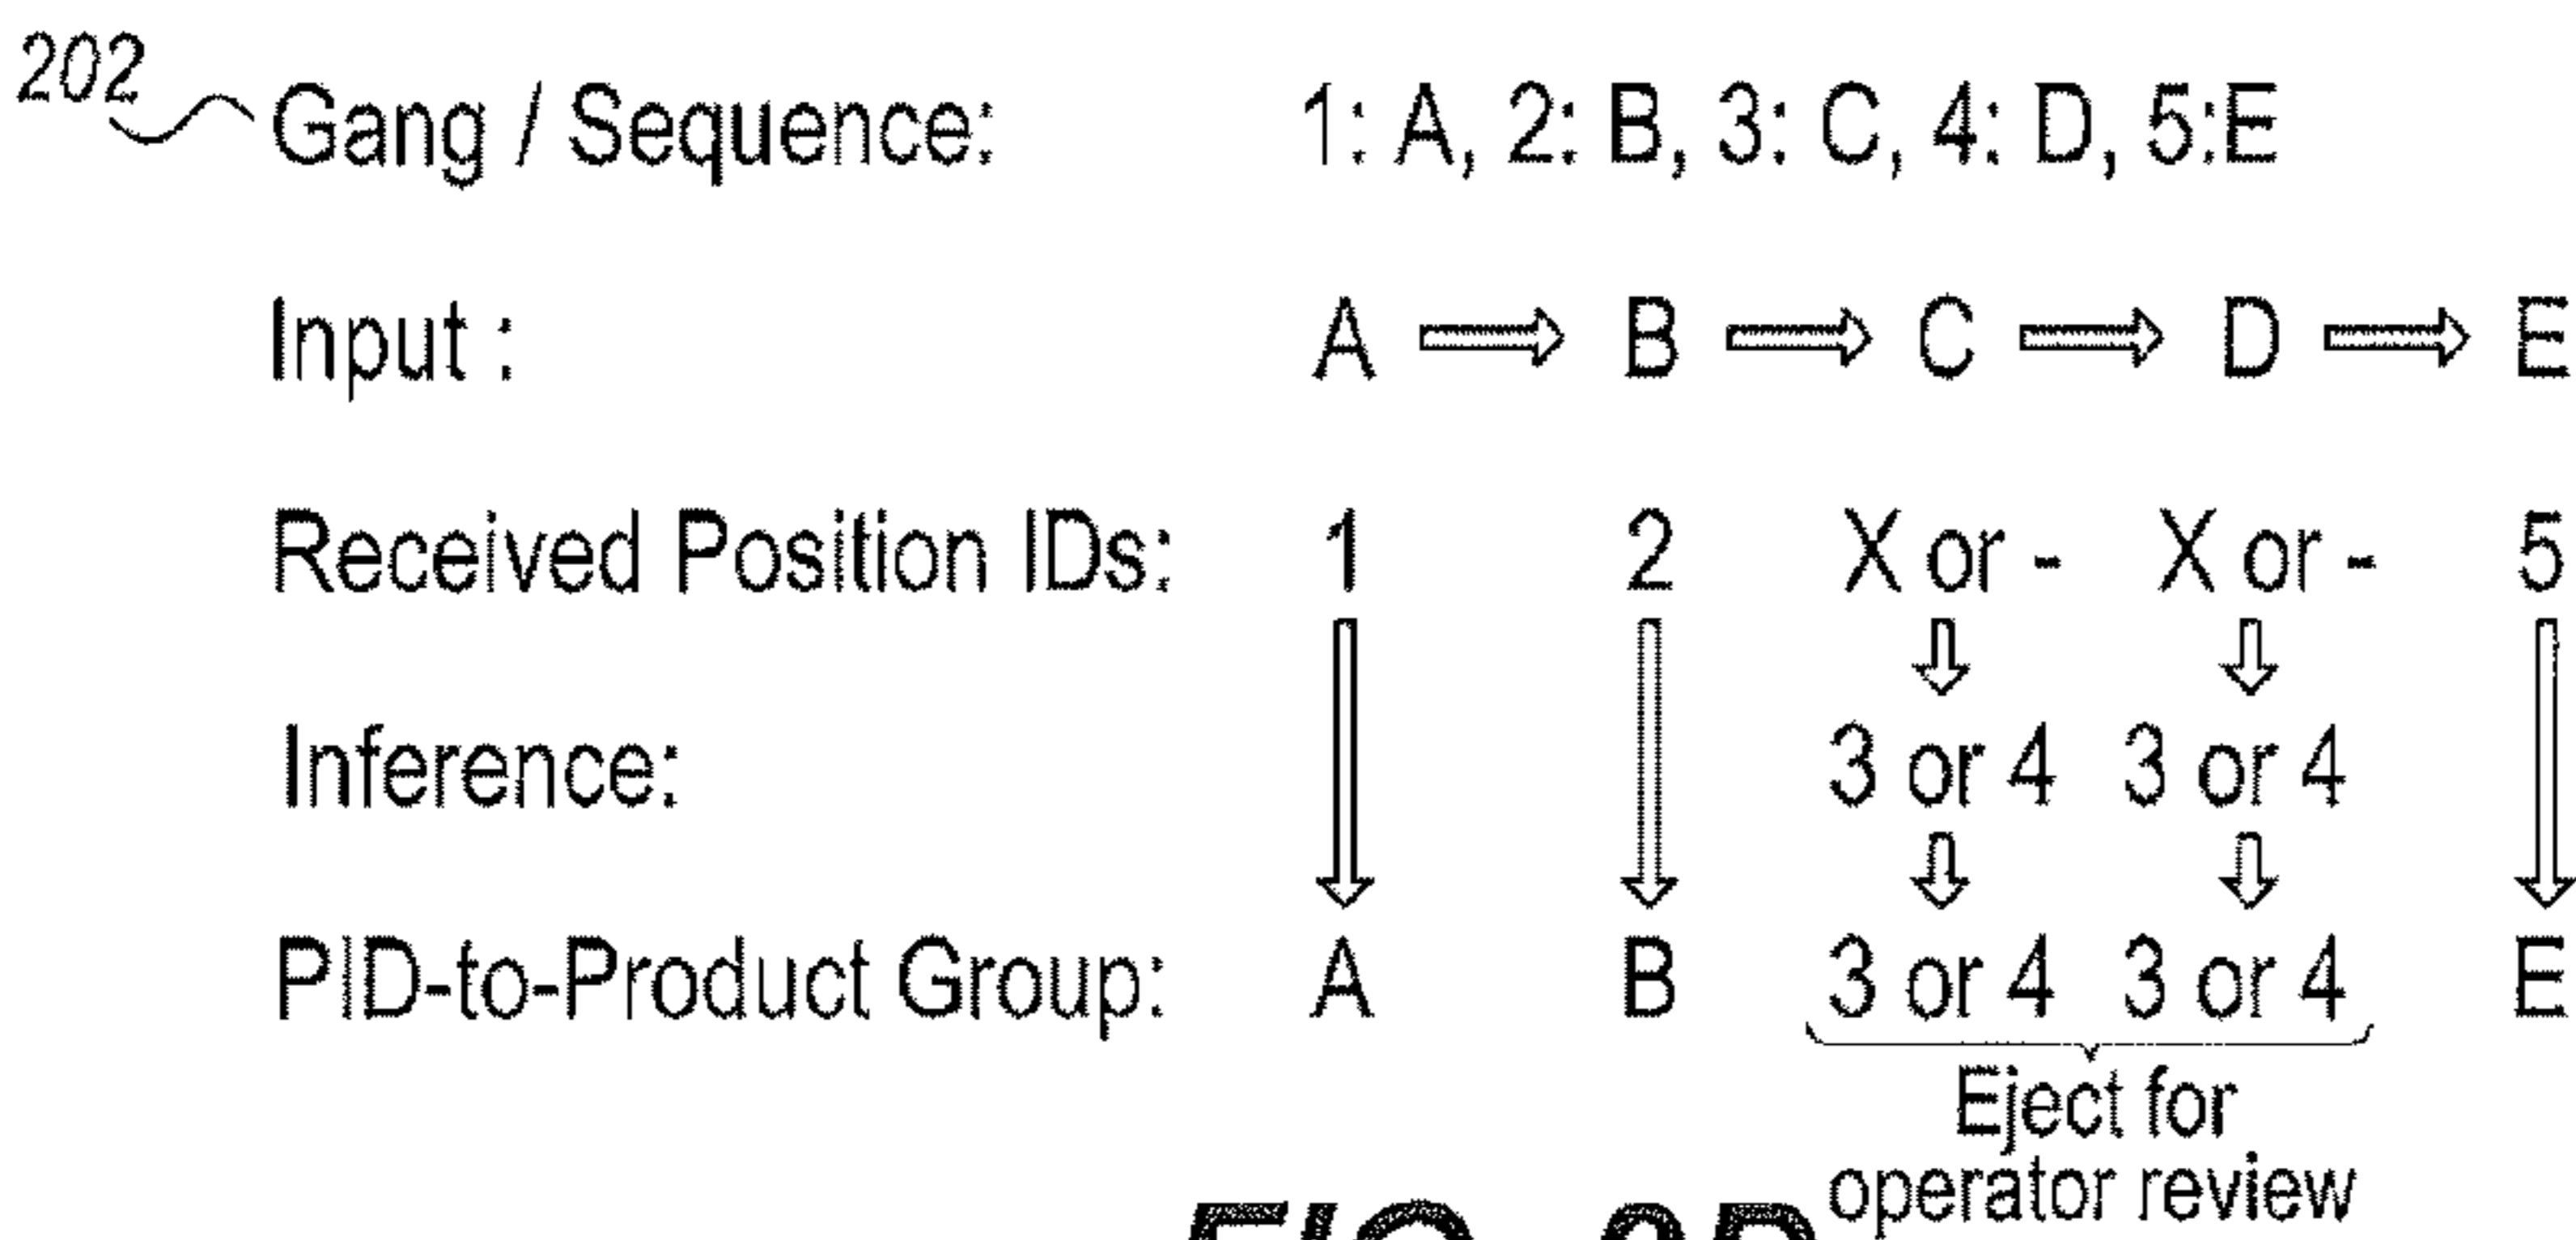 202
Gang / Sequence: 1: A, 2: B, 3: C, 4: D, 5:E
Input : A B C D E
Received Position IDs: 1 2 X or - X or - 5
Inference: 3 or 4 3 or 4
PID-to-Product Group: A B 3 or 4 3 or 4 E
Eject for
operator review